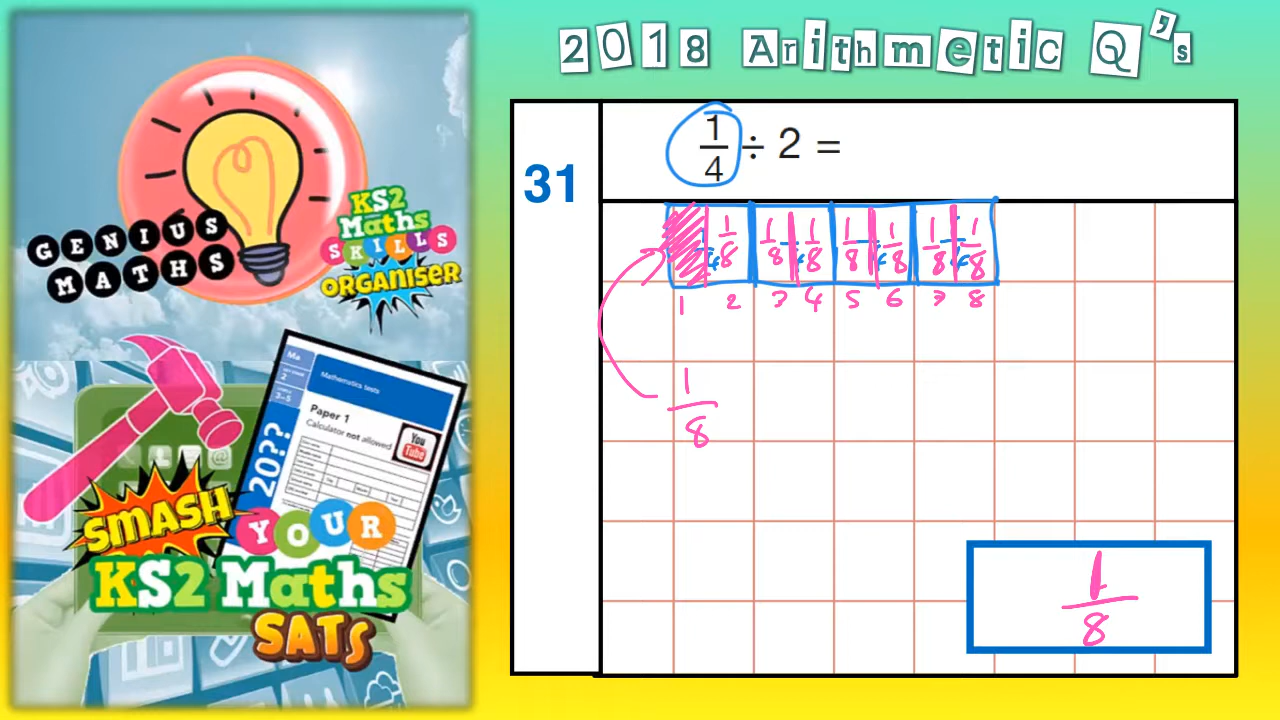 2018 Arithmetic Q's
GENIUS
MATHS
KS2
Maths
SKILLS
ORGANISER
Ma
Mathematics tests
Paper 1
Calculator not allowed
20??
You
Tube
SMASH
YOUR
KS2 Maths
SATs
31
1/4 ÷ 2 =
1/8 1/8 1/8 1/8 1/8 1/8 1/8
1 2 3 4 5 6 7 8
1/8
1/8